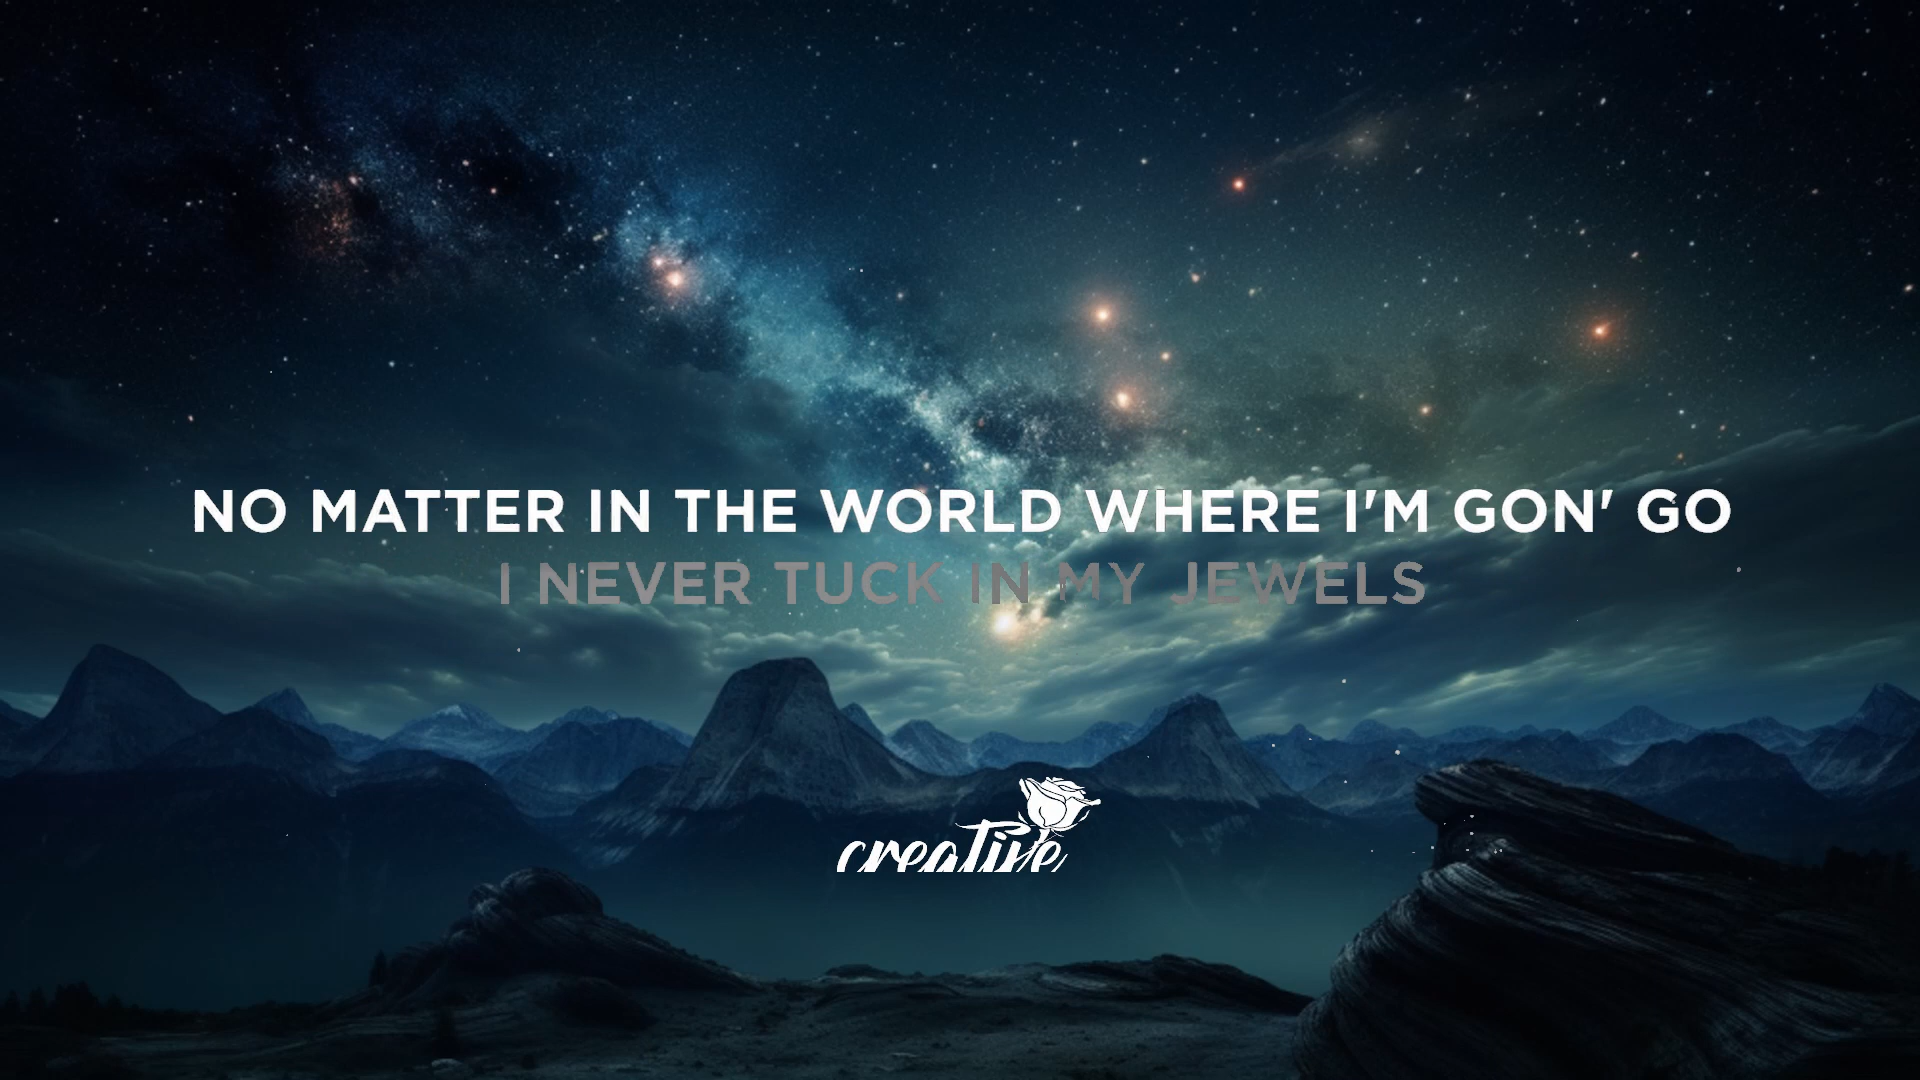 NO MATTER IN THE WORLD WHERE I'M GON' GO
I NEVER TUCK IN MY JEWELS
creative